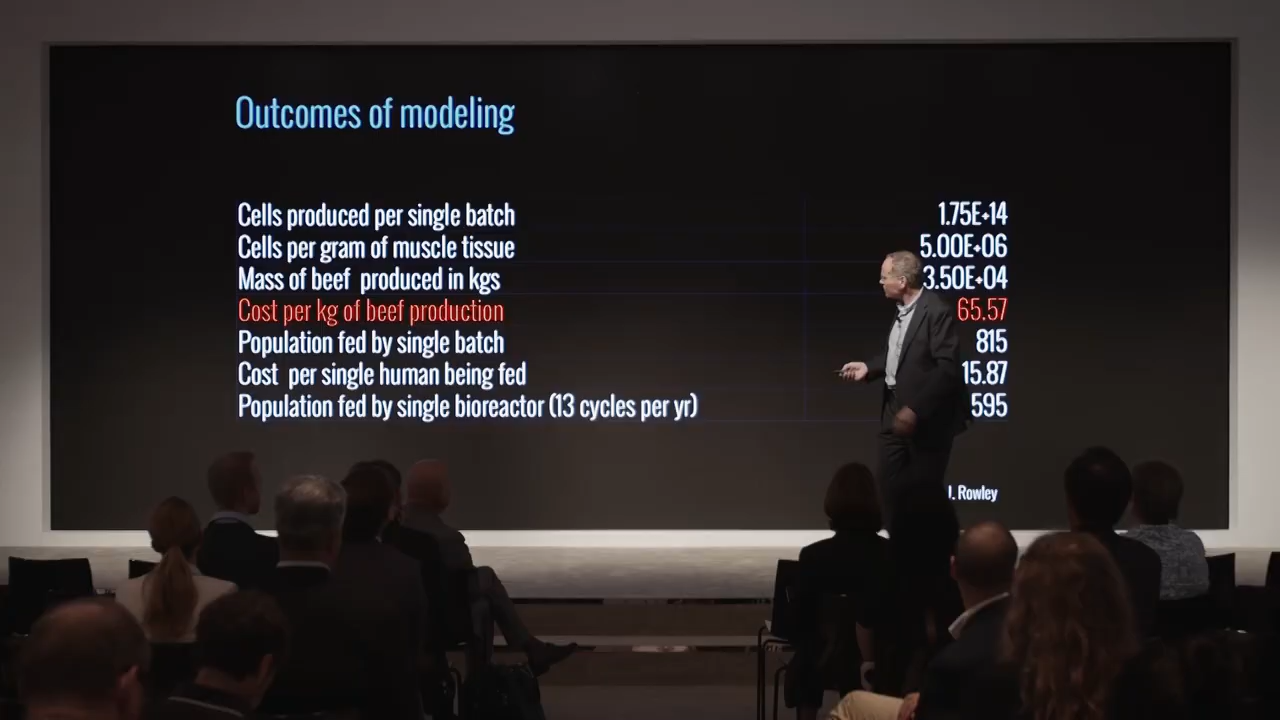 Outcomes of modeling
Cells produced per single batch 1.75E+14
Cells per gram of muscle tissue 5.00E+06
Mass of beef produced in kgs 3.50E+04
Cost per kg of beef production 65.57
Population fed by single batch 815
Cost per single human being fed 15.87
Population fed by single bioreactor (13 cycles per yr) 595
J. Rowley